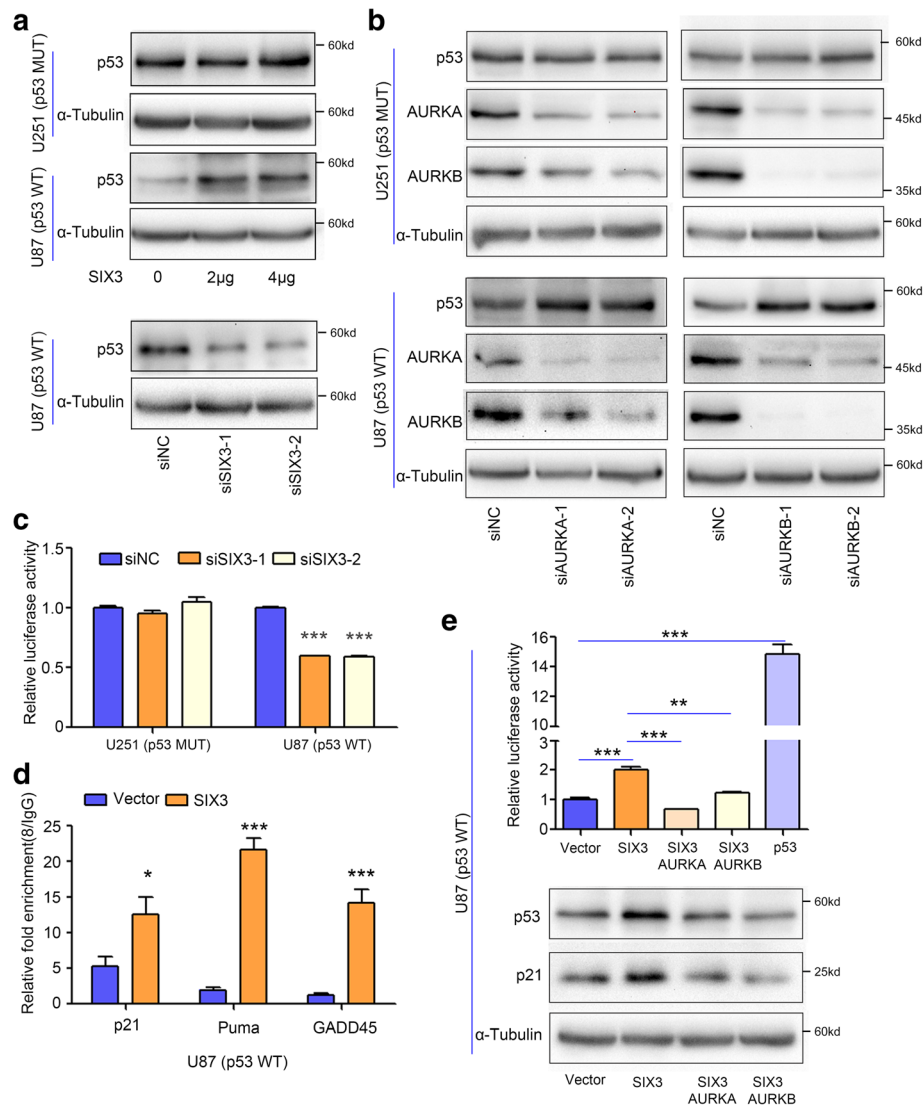 a
U251 (p53 MUT)
p53
60kd
α-Tubulin
60kd
U87 (p53 WT)
p53
60kd
α-Tubulin
60kd
SIX3 0 2μg 4μg
U87 (p53 WT)
p53
60kd
α-Tubulin
60kd
siNC siSIX3-1 siSIX3-2
b
U251 (p53 MUT)
p53
60kd
AURKA
45kd
AURKB
35kd
α-Tubulin
60kd
U87 (p53 WT)
p53
60kd
AURKA
45kd
AURKB
35kd
α-Tubulin
60kd
siNC siAURKA-1 siAURKA-2 siNC siAURKB-1 siAURKB-2
c
siNC siSIX3-1 siSIX3-2
Relative luciferase activity
1.5
1.0
0.5
0
*** ***
U251 (p53 MUT) U87 (p53 WT)
d
Vector SIX3
Relative fold enrichment(8/IgG)
25
20
15
10
5
0
* *** ***
p21 Puma GADD45
U87 (p53 WT)
e
U87 (p53 WT)
Relative luciferase activity
16
14
12
10
4
3
2
1
0
***
**
*** ***
Vector SIX3 SIX3 SIX3 p53
AURKA AURKB
p53
60kd
p21
25kd
α-Tubulin
60kd
Vector SIX3 SIX3 SIX3
AURKA AURKB